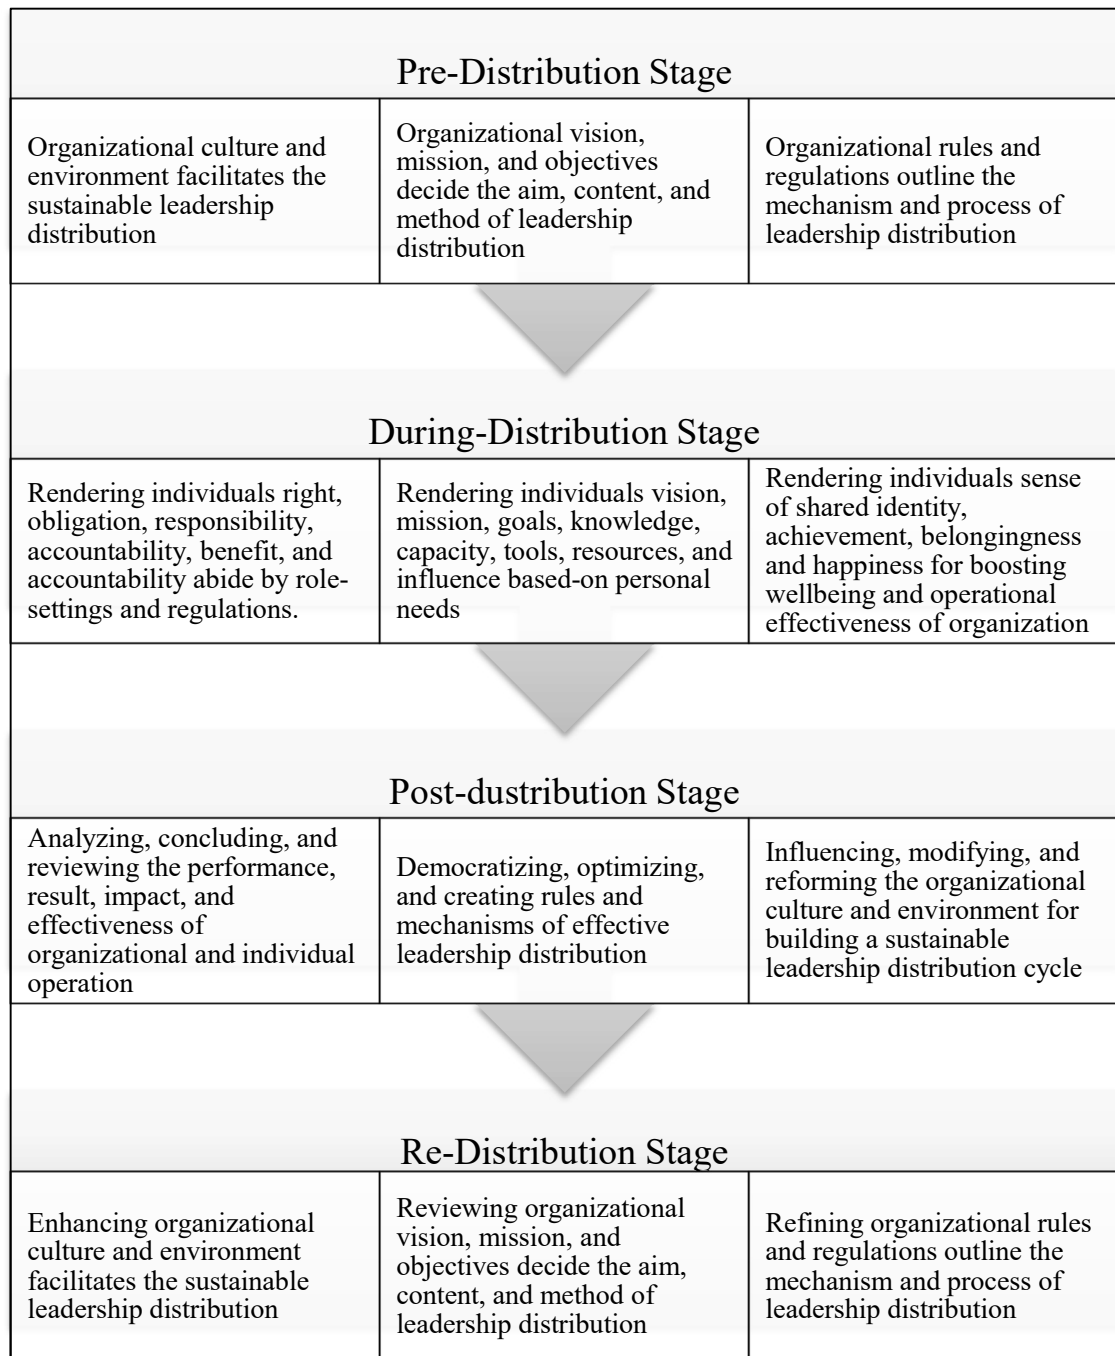 Pre-Distribution Stage
Organizational culture and
environment facilitates the
sustainable leadership
distribution
Organizational vision,
mission, and objectives
decide the aim, content, and
method of leadership
distribution
Organizational rules and
regulations outline the
mechanism and process of
leadership distribution
During-Distribution Stage
Rendering individuals right,
obligation, responsibility,
accountability, benefit, and
accountability abide by role-
settings and regulations.
Rendering individuals vision,
mission, goals, knowledge,
capacity, tools, resources, and
influence based-on personal
needs
Rendering individuals sense
of shared identity,
achievement, belongingness
and happiness for boosting
wellbeing and operational
effectiveness of organization
Post-dustribution Stage
Analyzing, concluding, and
reviewing the performance,
result, impact, and
effectiveness of
organizational and individual
operation
Democratizing, optimizing,
and creating rules and
mechanisms of effective
leadership distribution
Influencing, modifying, and
reforming the organizational
culture and environment for
building a sustainable
leadership distribution cycle
Re-Distribution Stage
Enhancing organizational
culture and environment
facilitates the sustainable
leadership distribution
Reviewing organizational
vision, mission, and
objectives decide the aim,
content, and method of
leadership distribution
Refining organizational rules
and regulations outline the
mechanism and process of
leadership distribution